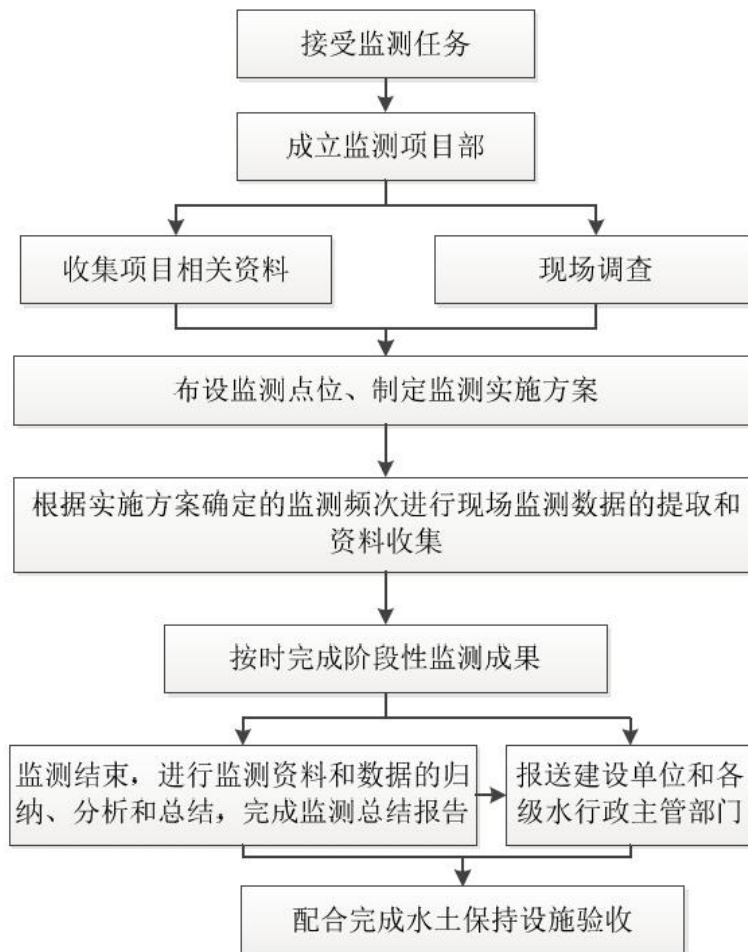 接受监测任务
成立监测项目部
收集项目相关资料
现场调查
布设监测点位、制定监测实施方案
根据实施方案确定的监测频次进行现场监测数据的提取和
资料收集
按时完成阶段性监测成果
监测结束，进行监测资料和数据的归
纳、分析和总结，完成监测总结报告
报送建设单位和各
级水行政主管部门
配合完成水土保持设施验收